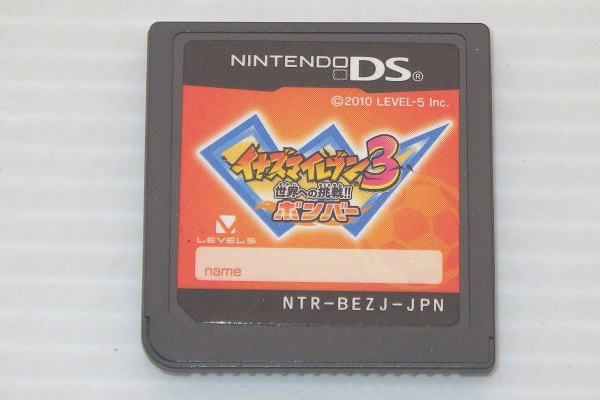 NINTENDO DS®
©2010 LEVEL-5 Inc.
イナズマイレブン3
世界への挑戦!!
ボンバー
LEVEL5
name
NTR-BEZJ-JPN